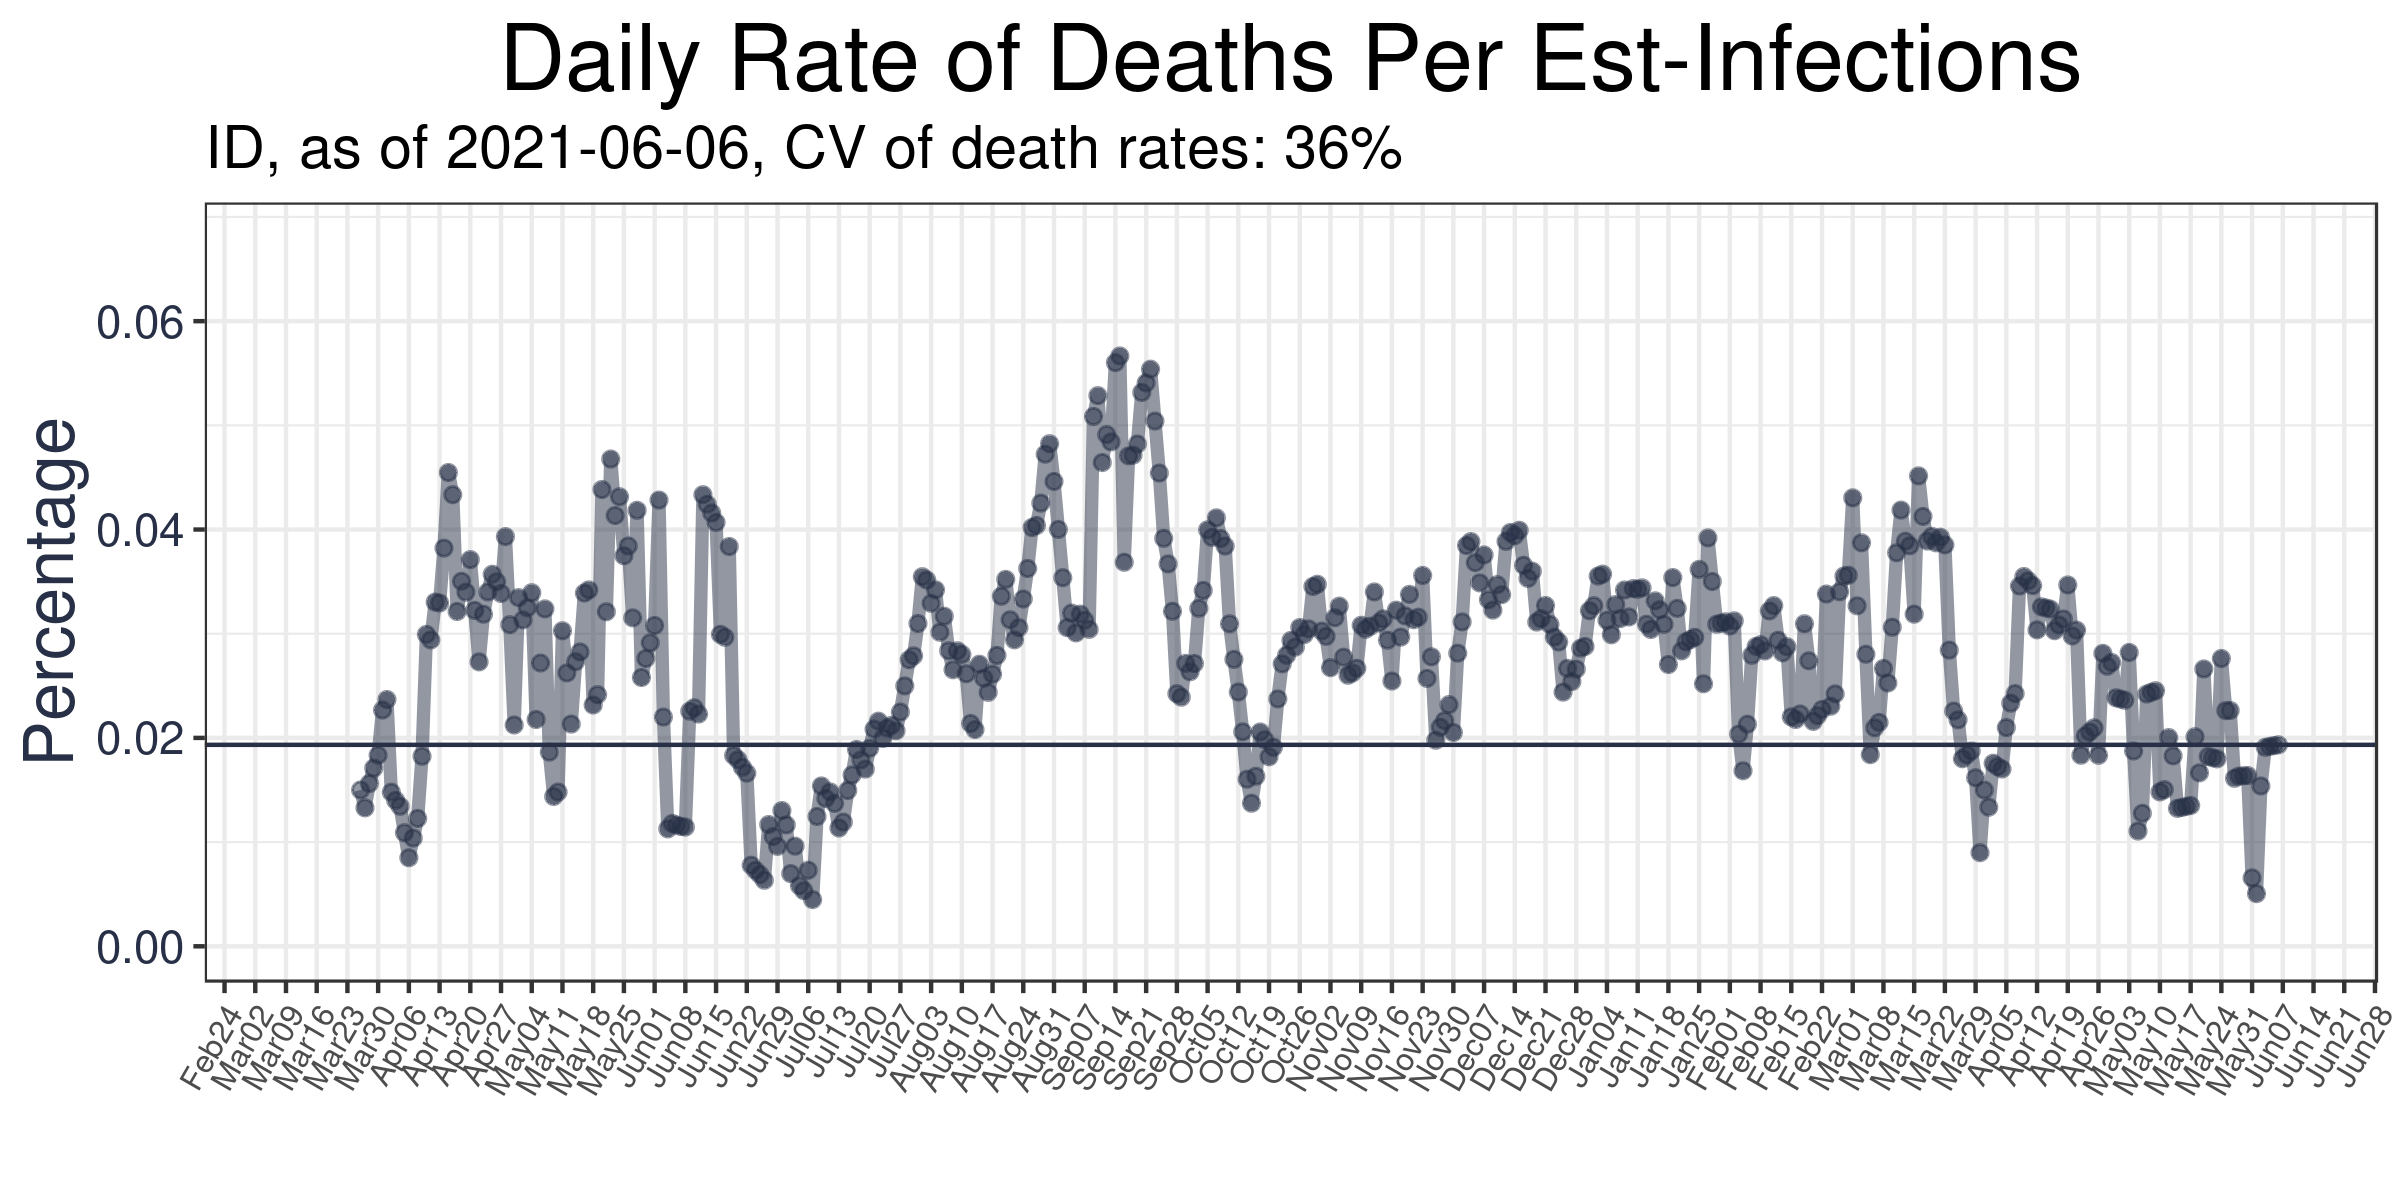 Daily Rate of Deaths Per Est-Infections
ID, as of 2021-06-06, CV of death rates: 36%
Percentage
0.06
0.04
0.02
0.00
Feb24
Mar02
Mar09
Mar16
Mar23
Mar30
Apr06
Apr13
Apr20
Apr27
May04
May11
May18
May25
Jun01
Jun08
Jun15
Jun22
Jun29
Jul06
Jul13
Jul20
Jul27
Aug03
Aug10
Aug17
Aug24
Aug31
Sep07
Sep14
Sep21
Sep28
Oct05
Oct12
Oct19
Oct26
Nov02
Nov09
Nov16
Nov23
Nov30
Dec07
Dec14
Dec21
Dec28
Jan04
Jan11
Jan18
Jan25
Feb01
Feb08
Feb15
Feb22
Mar01
Mar08
Mar15
Mar22
Mar29
Apr05
Apr12
Apr19
Apr26
May03
May10
May17
May24
May31
Jun07
Jun14
Jun21
Jun28